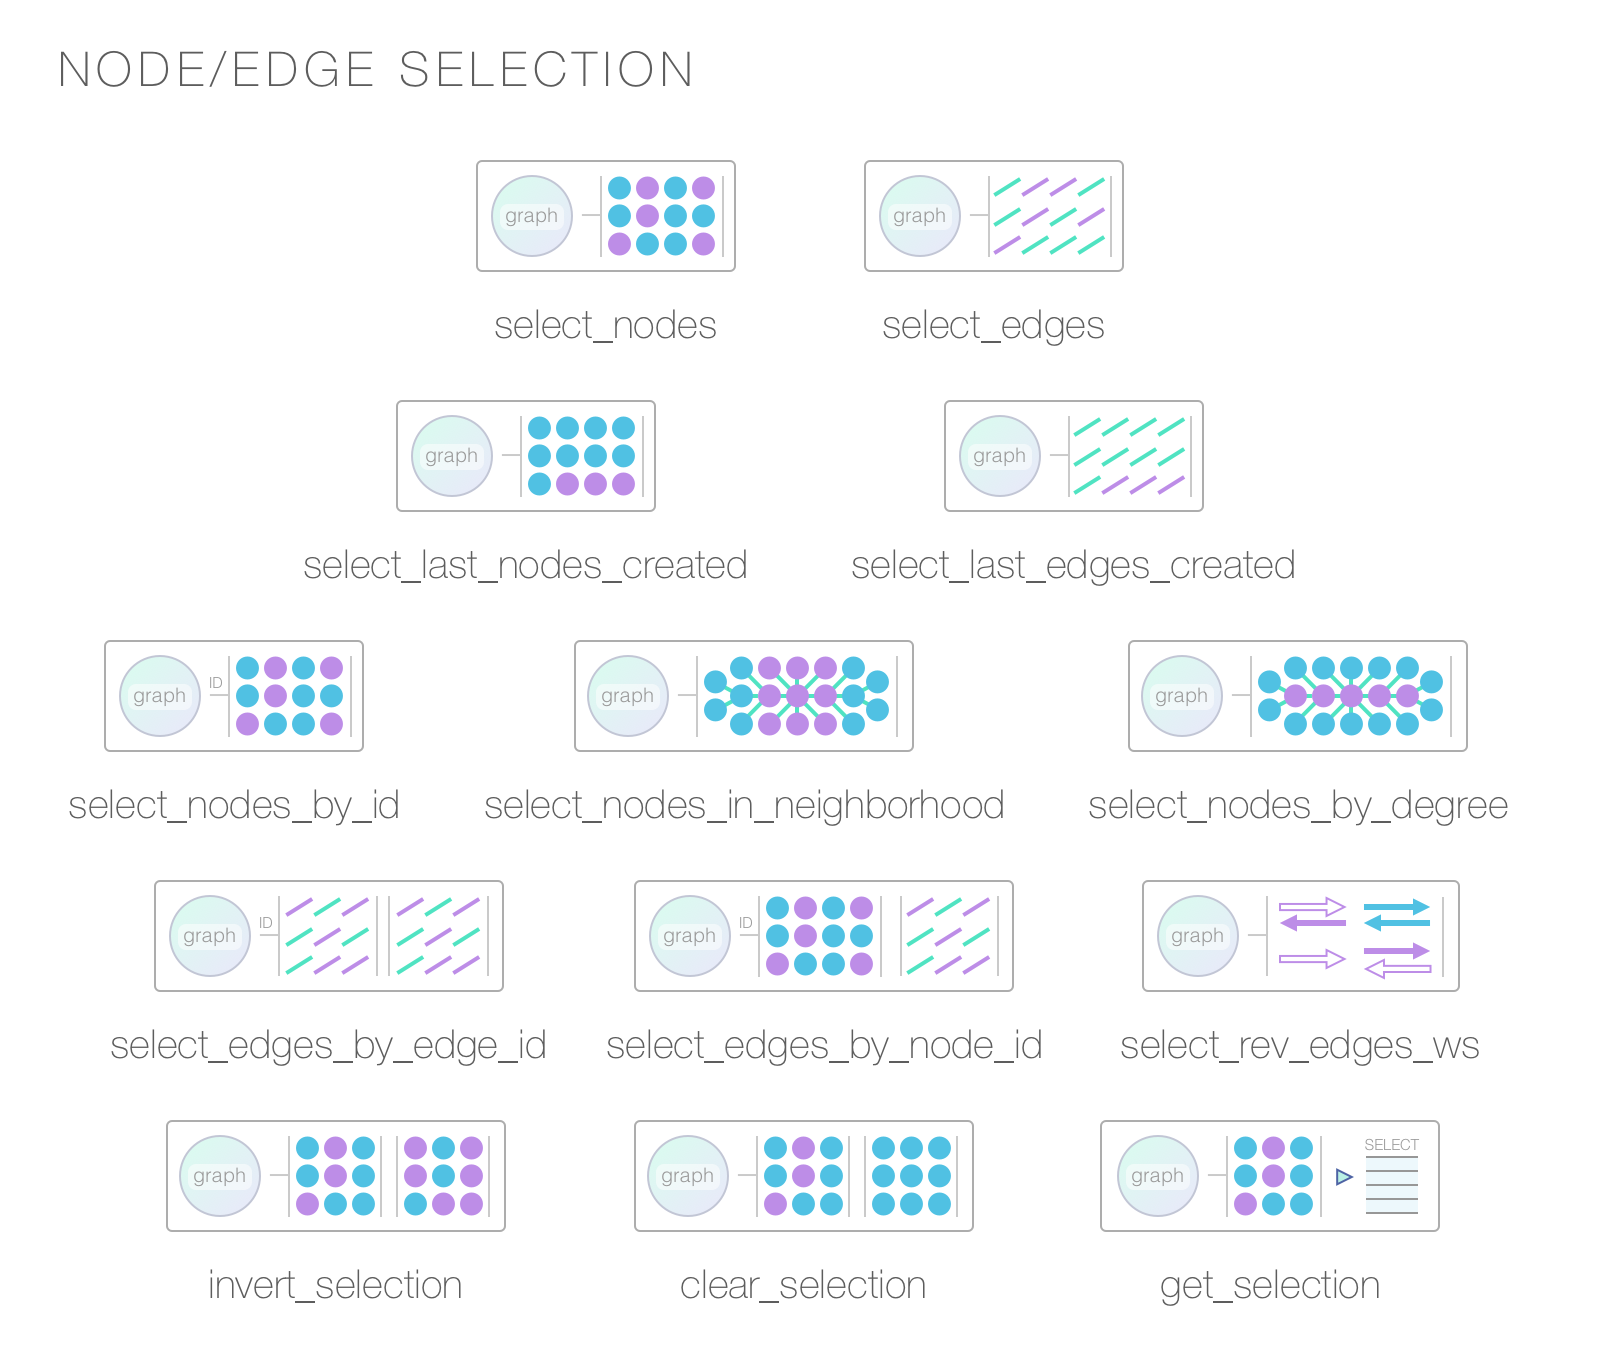 NODE/EDGE SELECTION
graph
graph
select_nodes
select_edges
graph
graph
select_last_nodes_created
select_last_edges_created
graph
ID
graph
graph
select_nodes_by_id
select_nodes_in_neighborhood
select_nodes_by_degree
graph
ID
graph
ID
graph
select_edges_by_edge_id
select_edges_by_node_id
select_rev_edges_ws
graph
graph
graph
SELECT
invert_selection
clear_selection
get_selection